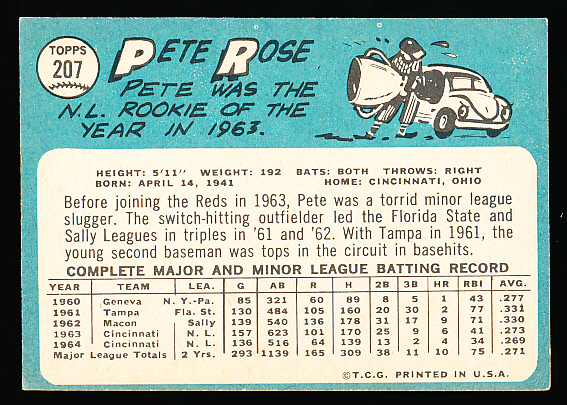 TOPPS
207
PETE ROSE
PETE WAS THE
N.L. ROOKIE OF THE
YEAR IN 1963.
HEIGHT: 5'11" WEIGHT: 192 BATS: BOTH THROWS: RIGHT
BORN: APRIL 14, 1941 HOME: CINCINNATI, OHIO
Before joining the Reds in 1963, Pete was a torrid minor league
slugger. The switch-hitting outfielder led the Florida State and
Sally Leagues in triples in '61 and '62. With Tampa in 1961, the
young second baseman was tops in the circuit in basehits.
COMPLETE MAJOR AND MINOR LEAGUE BATTING RECORD
YEAR TEAM LEA. G AB R H 2B 3B HR RBI AVG.
1960 Geneva N.Y.-Pa. 85 321 60 89 8 5 1 43 .277
1961 Tampa Fla. St. 130 484 105 160 20 30 2 77 .331
1962 Macon Sally 139 540 136 178 31 17 9 71 .330
1963 Cincinnati N.L. 157 623 101 170 25 9 6 41 .273
1964 Cincinnati N.L. 136 516 64 139 13 2 4 34 .269
Major League Totals 2 Yrs. 293 1139 165 309 38 11 10 75 .271
©T.C.G. PRINTED IN U.S.A.